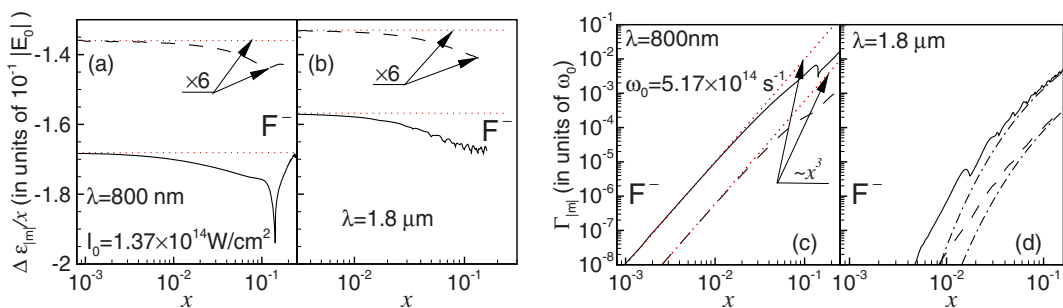 Δ ε|m|/x (in units of 10⁻¹ |E₀|)
-1.4
-1.6
-1.8
-2
(a)
×6
F⁻
λ=800 nm
I₀=1.37×10¹⁴W/cm²
10⁻³
10⁻²
10⁻¹
x
(b)
×6
F⁻
λ=1.8 μm
10⁻³
10⁻²
10⁻¹
x
Γ|m| (in units of ω₀)
10⁻¹
10⁻²
10⁻³
10⁻⁴
10⁻⁵
10⁻⁶
10⁻⁷
10⁻⁸
λ=800nm
ω₀=5.17×10¹⁴ s⁻¹
~x³
F⁻
(c)
10⁻³
10⁻²
10⁻¹
x
λ=1.8 μm
F⁻
(d)
10⁻²
10⁻¹
x